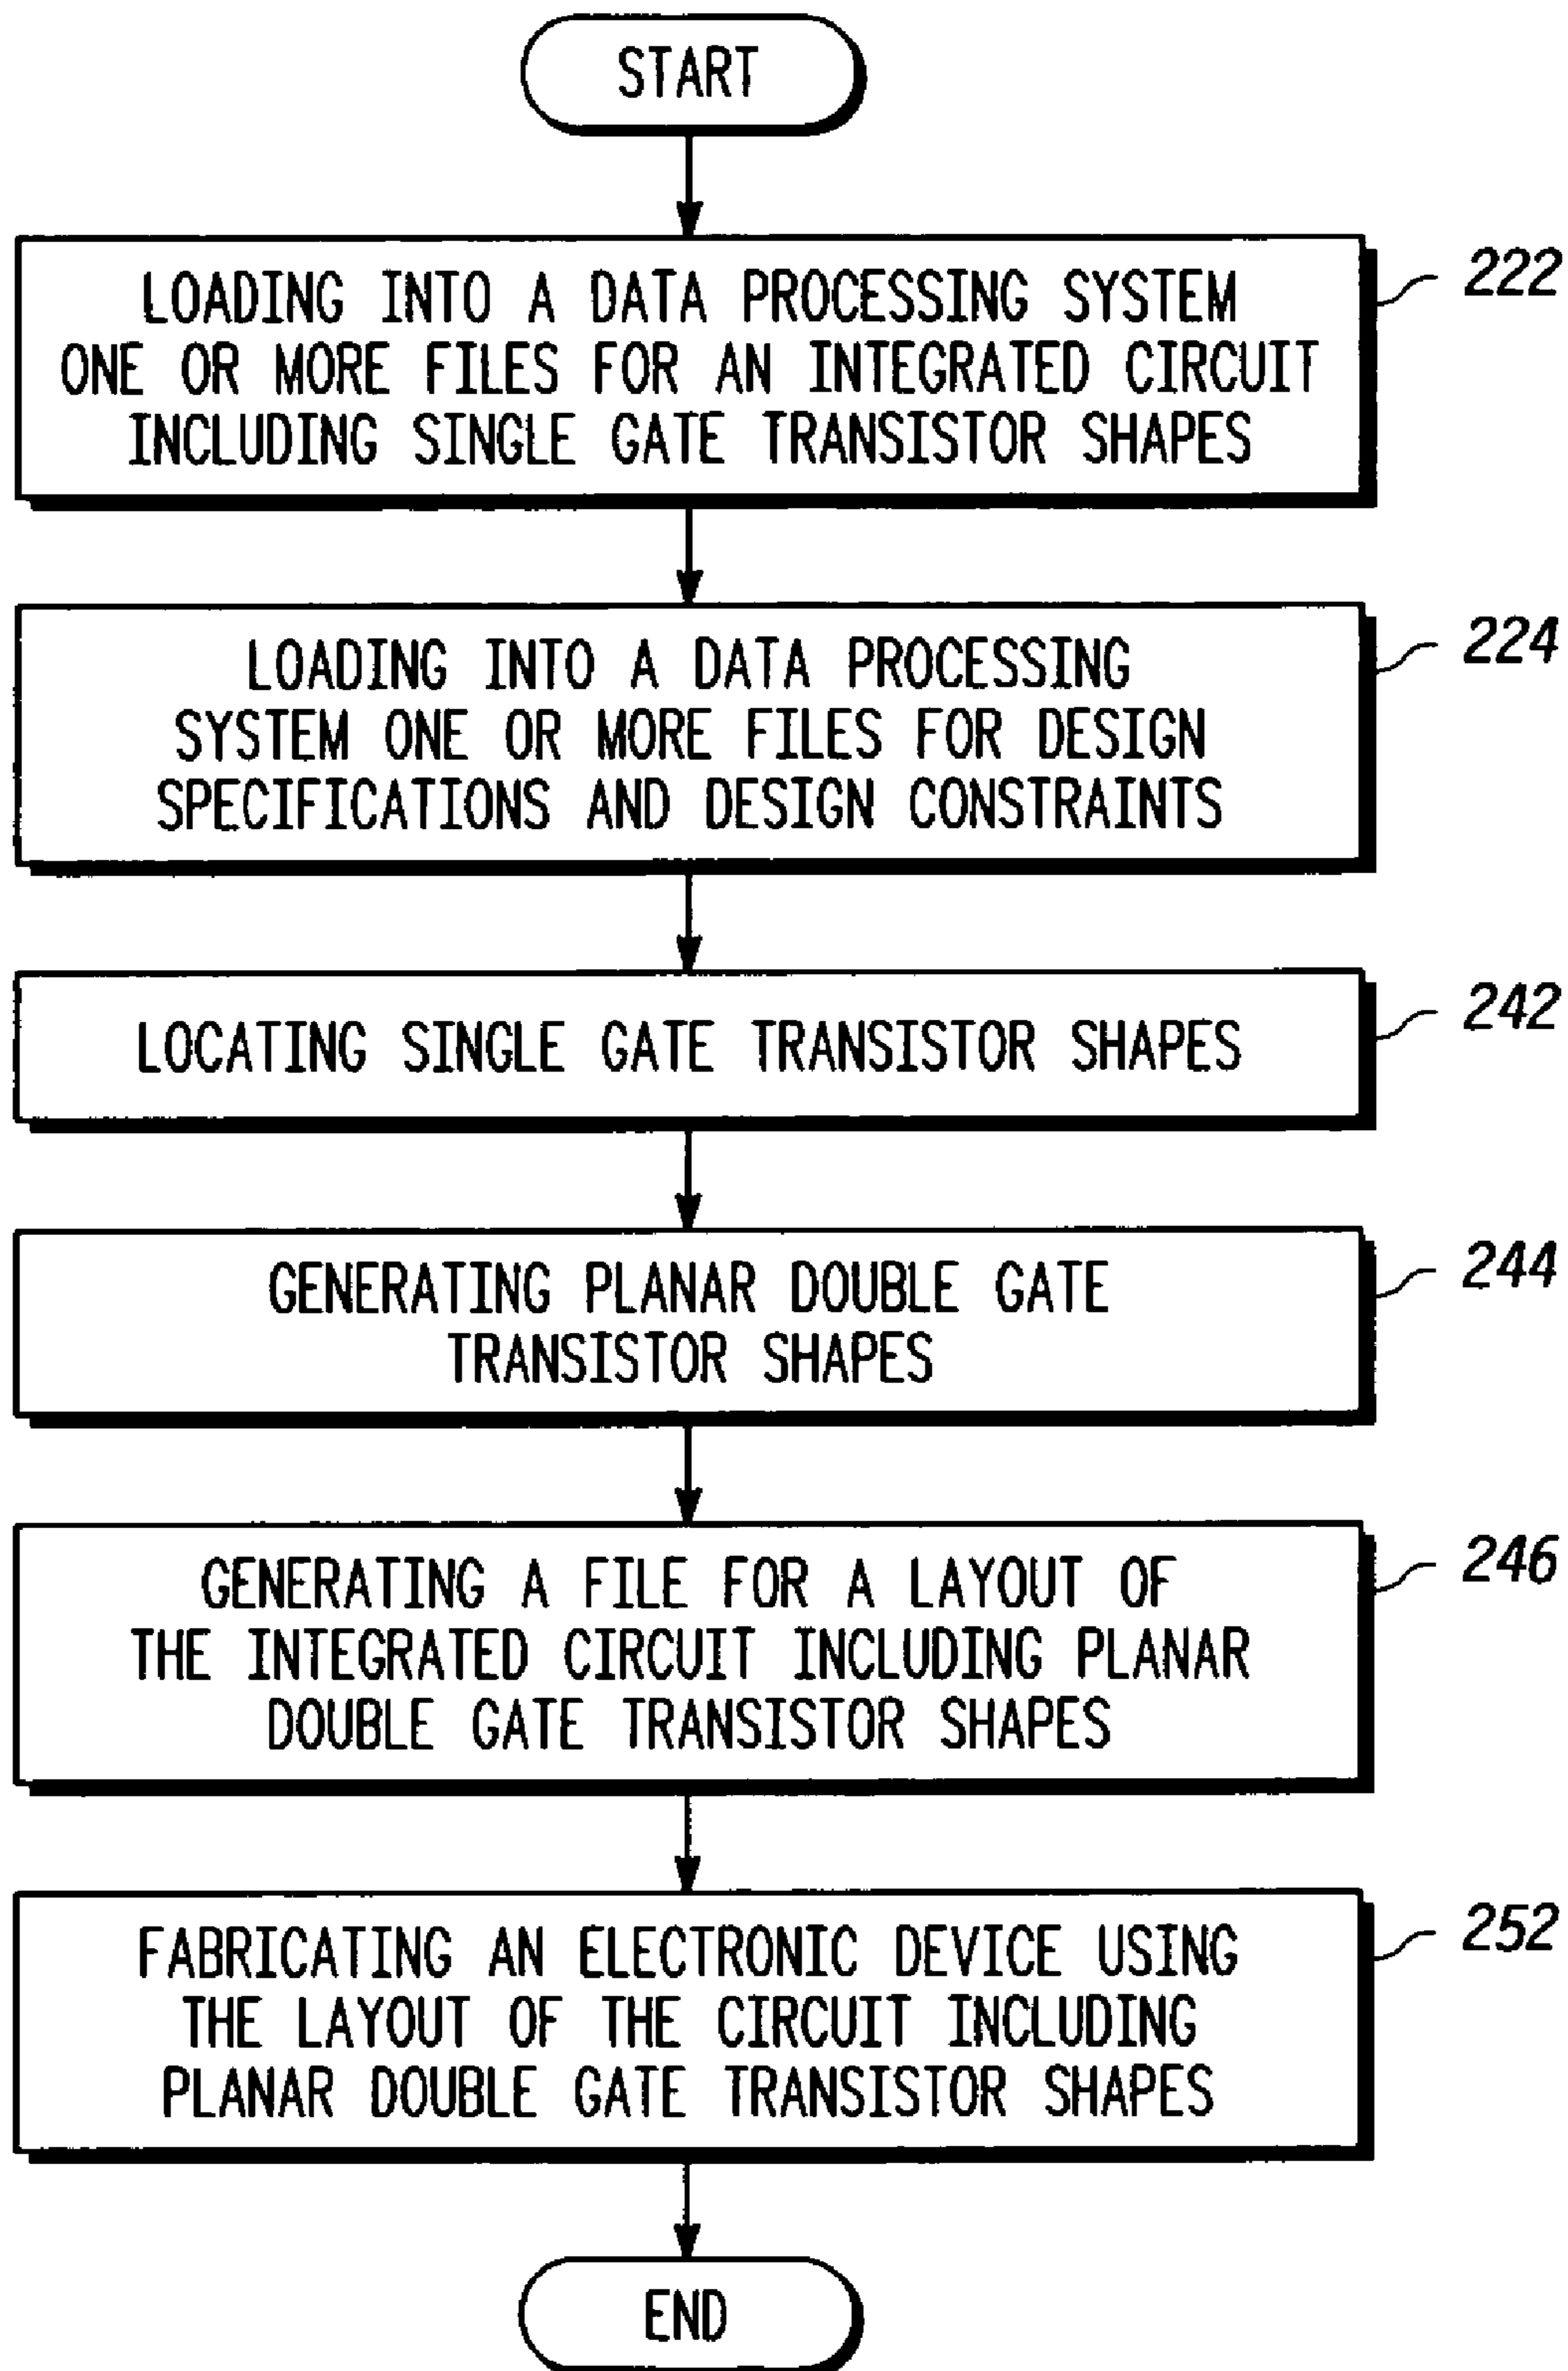 START
LOADING INTO A DATA PROCESSING SYSTEM
ONE OR MORE FILES FOR AN INTEGRATED CIRCUIT
INCLUDING SINGLE GATE TRANSISTOR SHAPES
222
LOADING INTO A DATA PROCESSING
SYSTEM ONE OR MORE FILES FOR DESIGN
SPECIFICATIONS AND DESIGN CONSTRAINTS
224
LOCATING SINGLE GATE TRANSISTOR SHAPES
242
GENERATING PLANAR DOUBLE GATE
TRANSISTOR SHAPES
244
GENERATING A FILE FOR A LAYOUT OF
THE INTEGRATED CIRCUIT INCLUDING PLANAR
DOUBLE GATE TRANSISTOR SHAPES
246
FABRICATING AN ELECTRONIC DEVICE USING
THE LAYOUT OF THE CIRCUIT INCLUDING
PLANAR DOUBLE GATE TRANSISTOR SHAPES
252
END